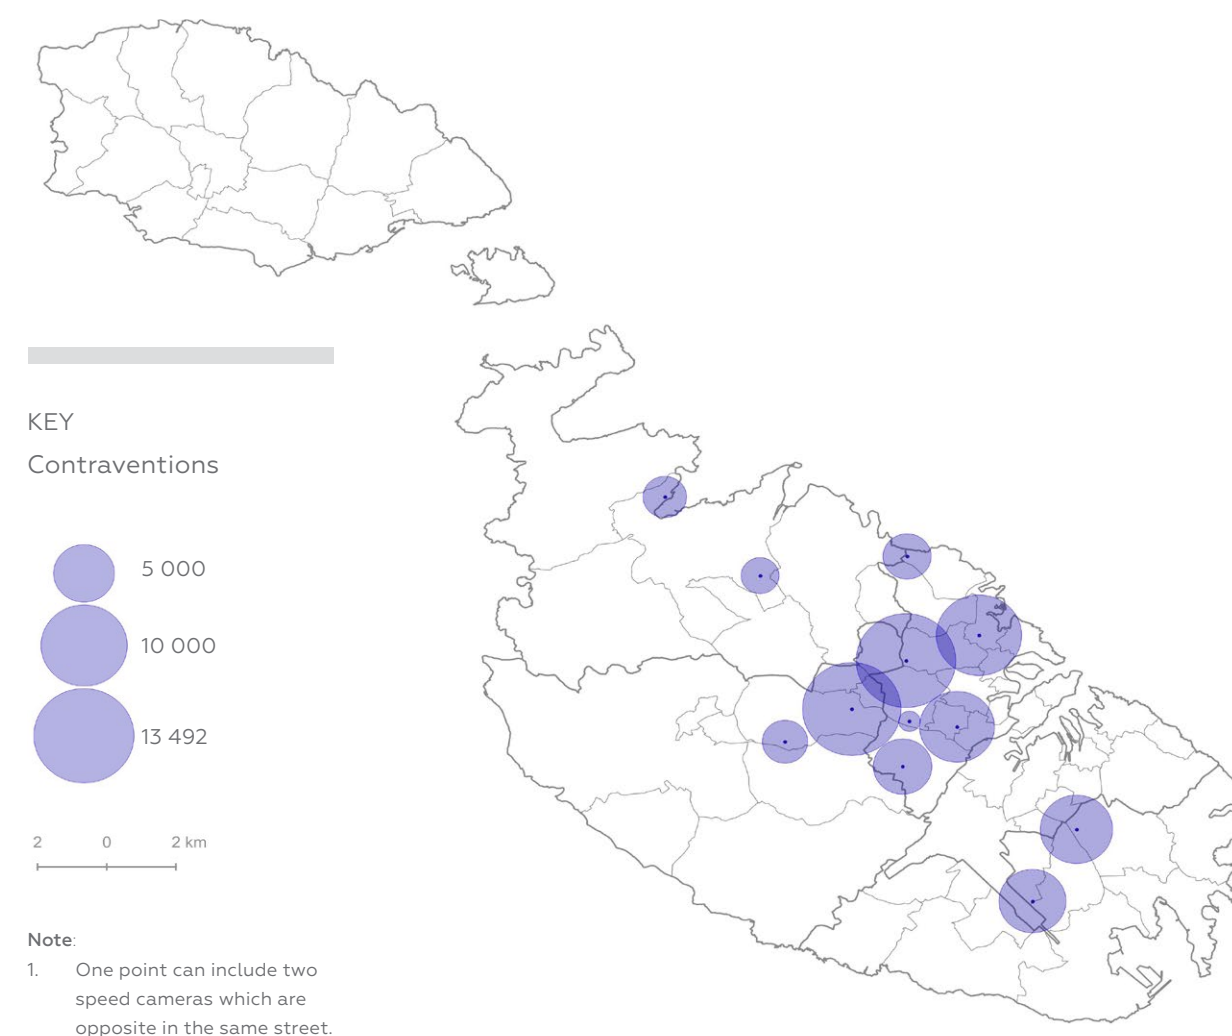 KEY
Contraventions
5 000
10 000
13 492
2 0 2 km
Note:
1. One point can include two
speed cameras which are
opposite in the same street.